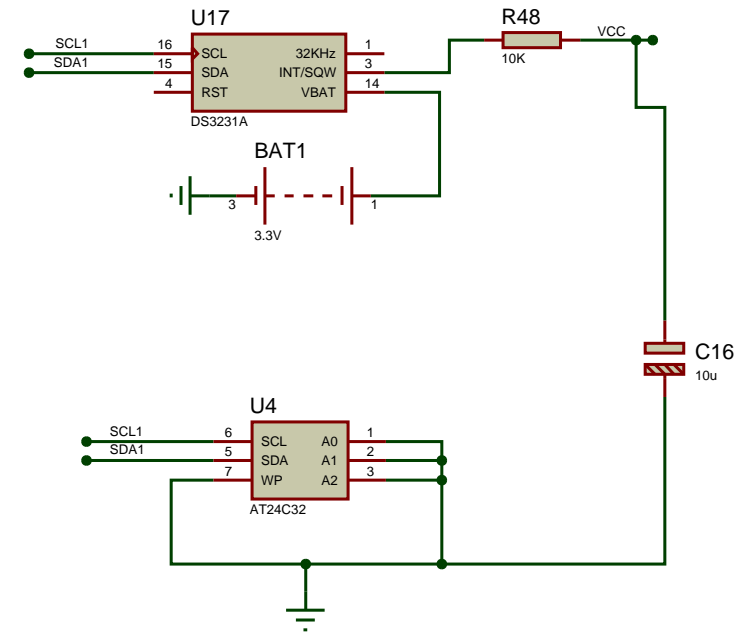 U17
R48
SCL1
16
SCL
32KHz
1
VCC
SDA1
15
SDA
INT/SQW
3
10K
4
RST
VBAT
14
DS3231A
BAT1
3
1
3.3V
C16
10u
U4
SCL1
6
SCL
A0
1
SDA1
5
SDA
A1
2
7
WP
A2
3
AT24C32